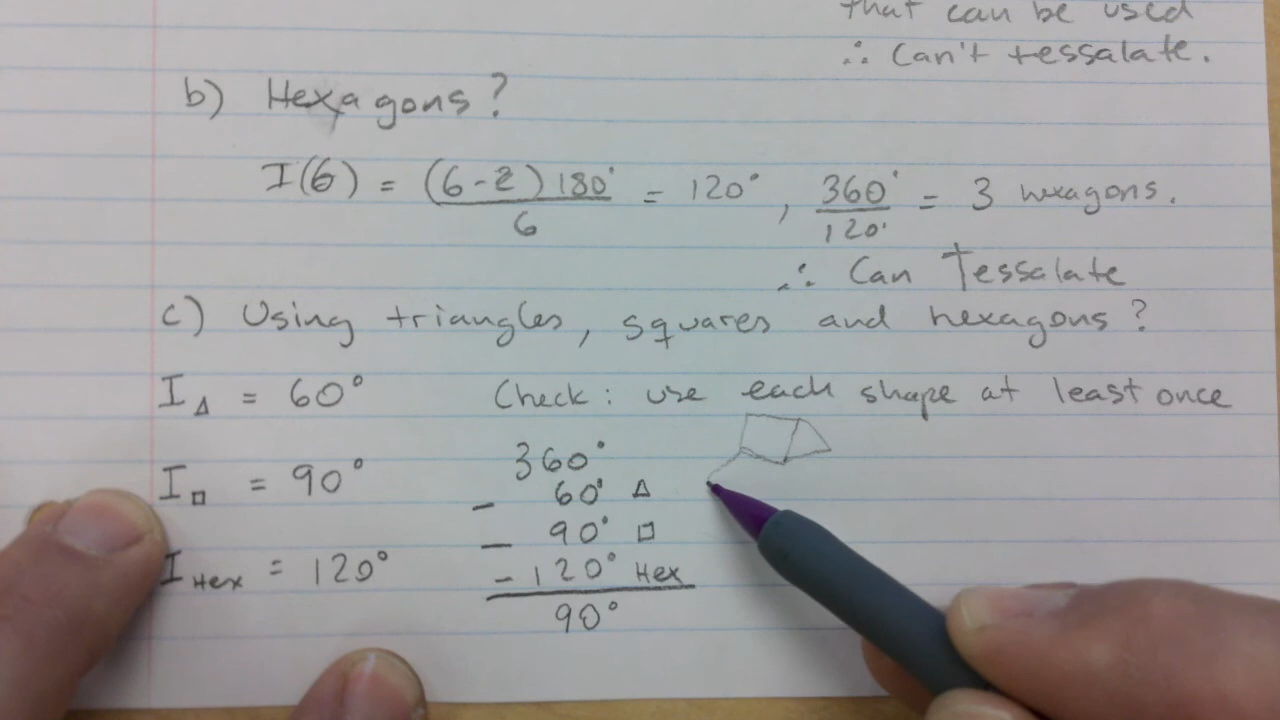 that can be used
∴ Can't tessalate.
b) Hexagons?
I(6) = (6-2)180° / 6 = 120° , 360° / 120° = 3 hexagons.
∴ Can Tessalate
c) Using triangles, squares and hexagons?
I△ = 60° Check: use each shape at least once
360°
I□ = 90° - 60° △
- 90° □
I Hex = 120° - 120° Hex
90°